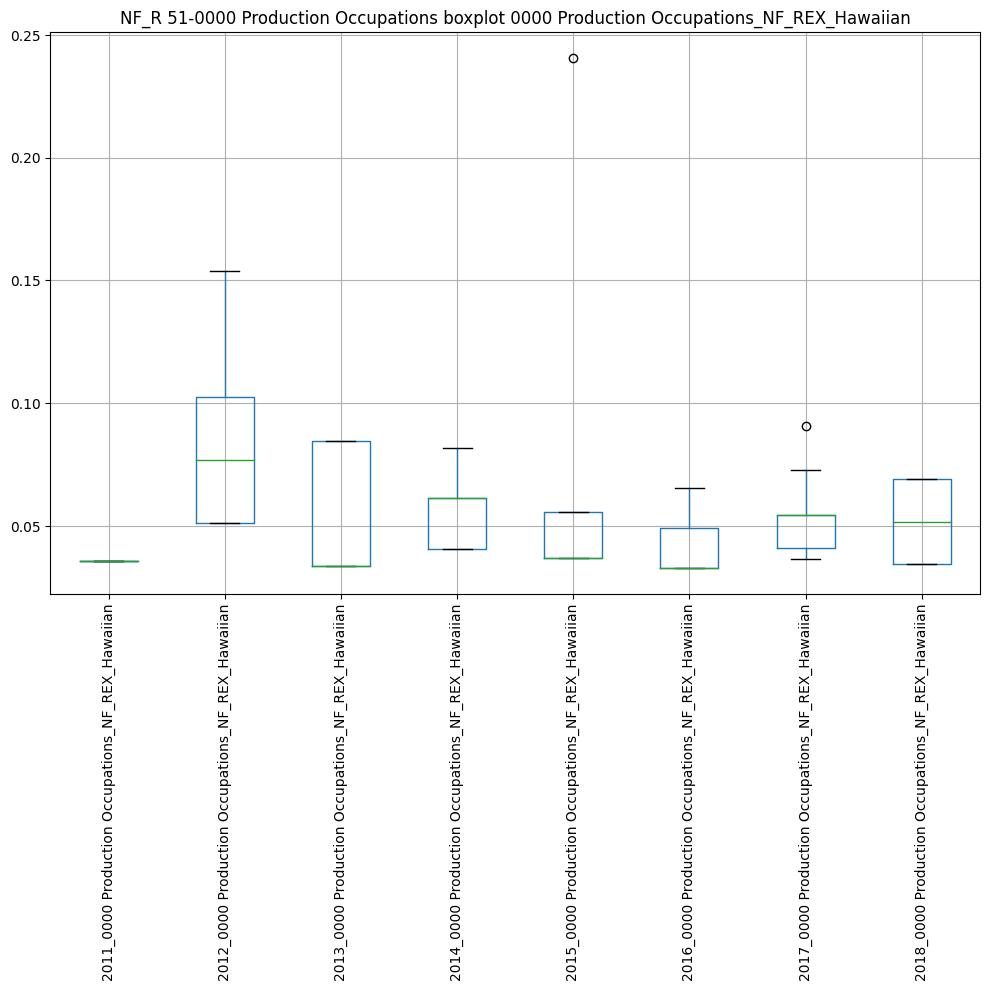 NF_R 51-0000 Production Occupations boxplot 0000 Production Occupations_NF_REX_Hawaiian
0.25
0.20
0.15
0.10
0.05
2011_0000 Production Occupations_NF_REX_Hawaiian
2012_0000 Production Occupations_NF_REX_Hawaiian
2013_0000 Production Occupations_NF_REX_Hawaiian
2014_0000 Production Occupations_NF_REX_Hawaiian
2015_0000 Production Occupations_NF_REX_Hawaiian
2016_0000 Production Occupations_NF_REX_Hawaiian
2017_0000 Production Occupations_NF_REX_Hawaiian
2018_0000 Production Occupations_NF_REX_Hawaiian